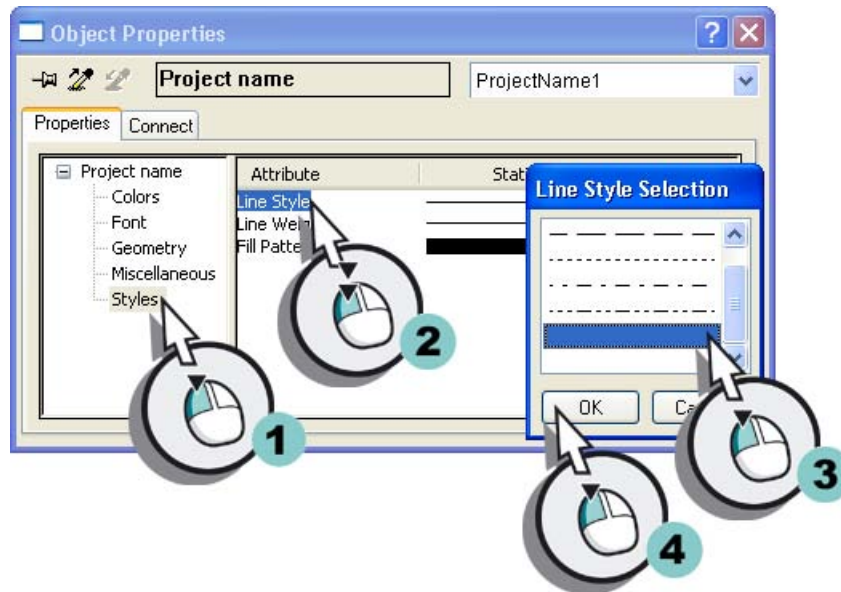 Object Properties
Project name
ProjectName1
Properties
Connect
Project name
Colors
Font
Geometry
Miscellaneous
Styles
Attribute
Line Style
Line
Fill
Line Style Selection
OK
1
2
3
4